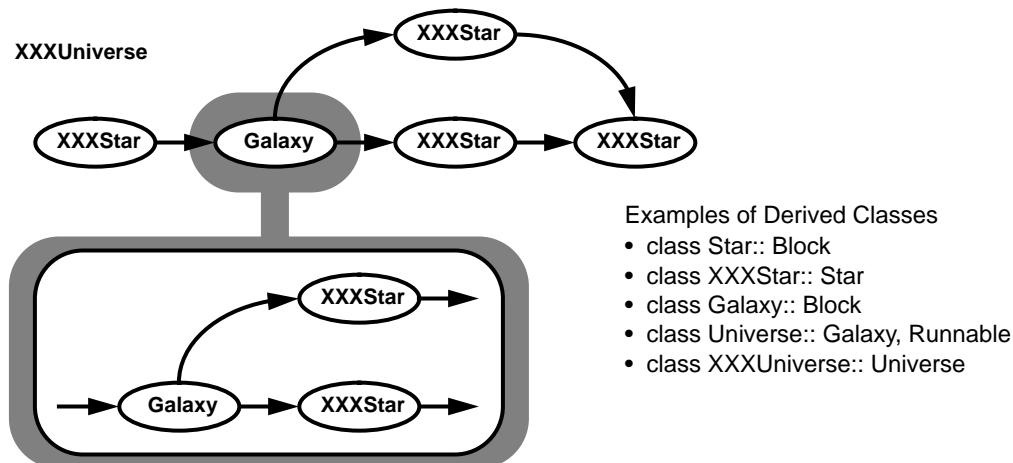 XXXUniverse
XXXStar
XXXStar
Galaxy
XXXStar
XXXStar
Examples of Derived Classes
• class Star:: Block
• class XXXStar:: Star
• class Galaxy:: Block
• class Universe:: Galaxy, Runnable
• class XXXUniverse:: Universe
XXXStar
Galaxy
XXXStar